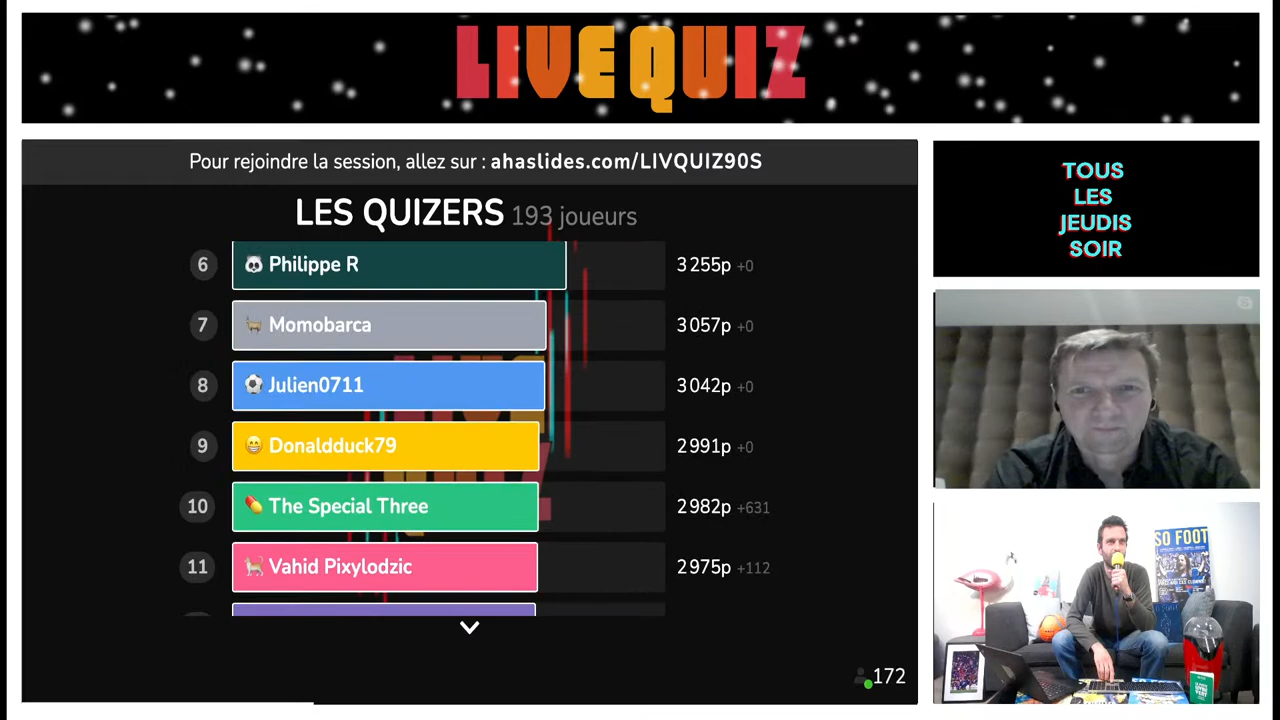 LIVE QUIZ
Pour rejoindre la session, allez sur : ahaslides.com/LIVQUIZ90S
LES QUIZERS 193 joueurs
6 Philippe R 3 255p +0
7 Momobarca 3 057p +0
8 Julien0711 3 042p +0
9 Donaldduck79 2 991p +0
10 The Special Three 2 982p +631
11 Vahid Pixylodzic 2 975p +112
172
TOUS
LES
JEUDIS
SOIR
SO FOOT